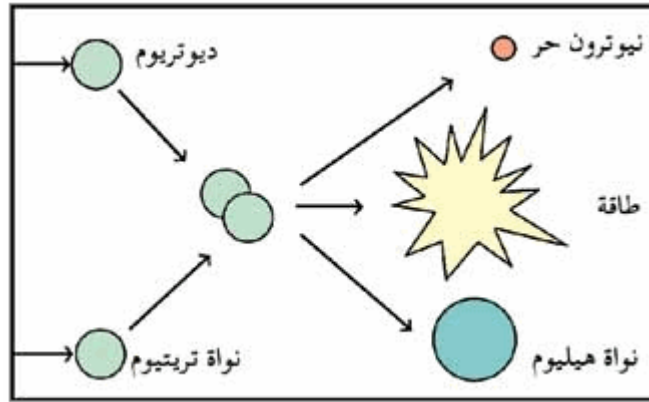 نيوترون حر
ديوتريوم
طاقة
نواة هيليوم
نواة تريتيوم